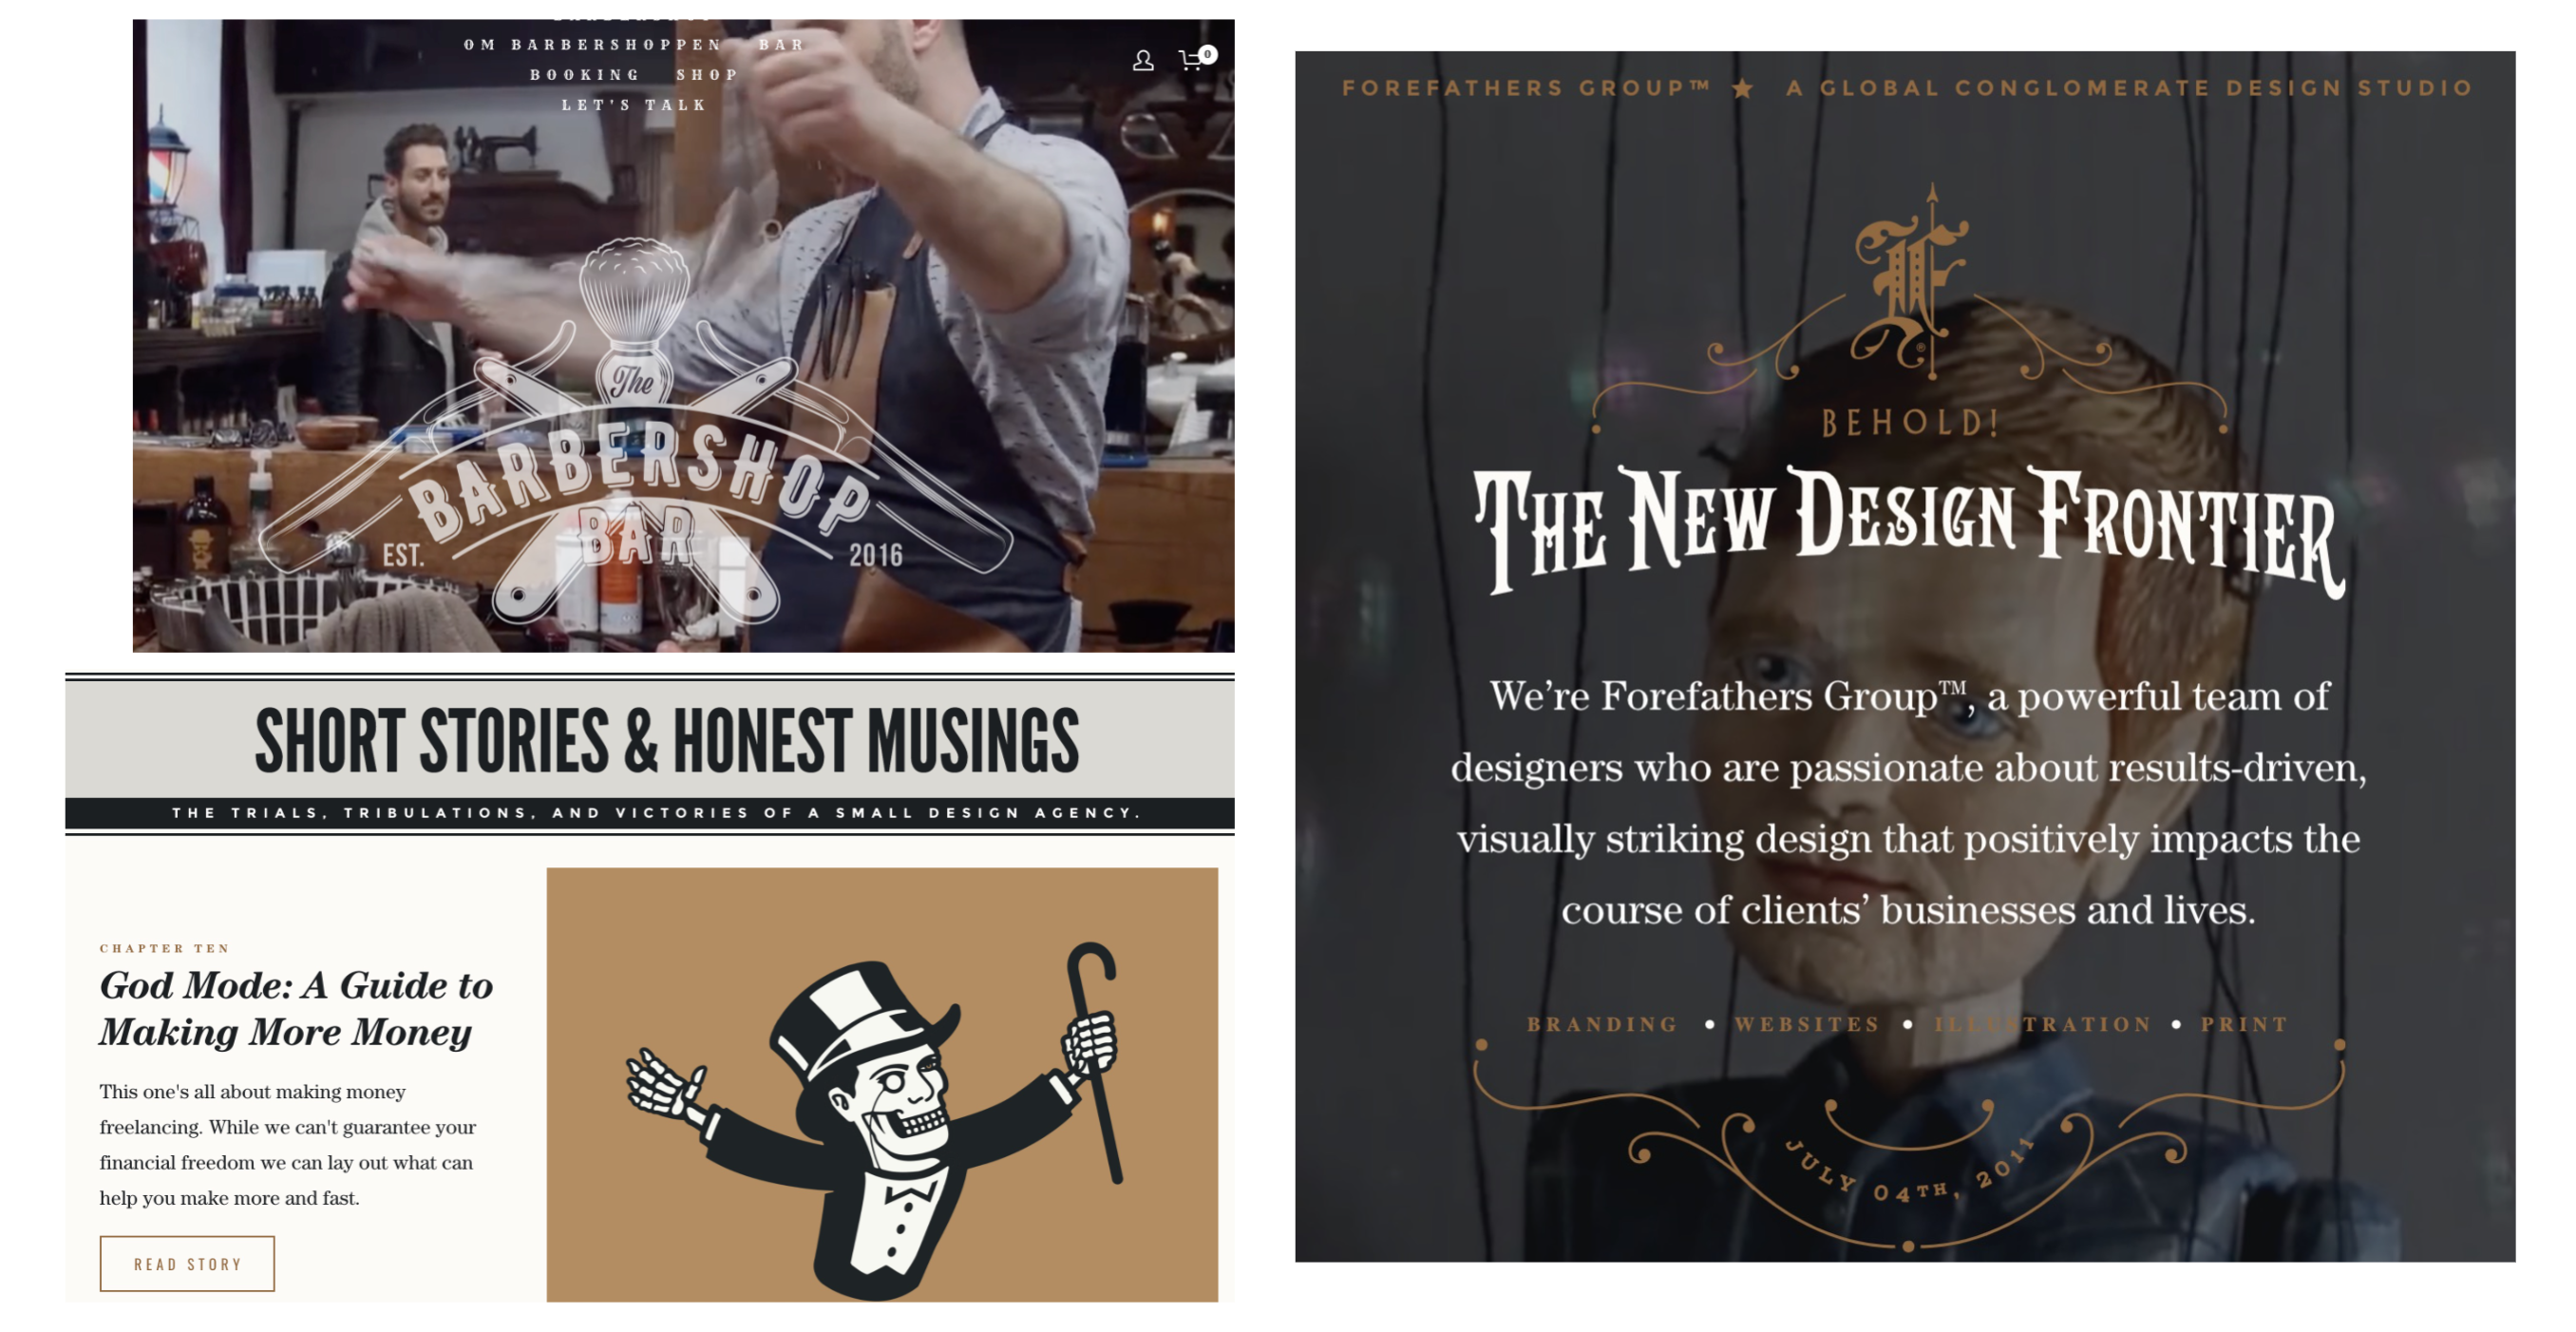 OM BARBERSHOPPEN BAR
BOOKING SHOP
LET'S TALK
0
The
BARBERSHOP
BAR
EST. 2016
SHORT STORIES & HONEST MUSINGS
THE TRIALS, TRIBULATIONS, AND VICTORIES OF A SMALL DESIGN AGENCY.
CHAPTER TEN
God Mode: A Guide to
Making More Money
This one's all about making money
freelancing. While we can't guarantee your
financial freedom we can lay out what can
help you make more and fast.
READ STORY
FOREFATHERS GROUP™ ★ A GLOBAL CONGLOMERATE DESIGN STUDIO
F
®
BEHOLD!
THE NEW DESIGN FRONTIER
We’re Forefathers Group™, a powerful team of
designers who are passionate about results-driven,
visually striking design that positively impacts the
course of clients’ businesses and lives.
BRANDING • WEBSITES • ILLUSTRATION • PRINT
JULY 04TH, 2011